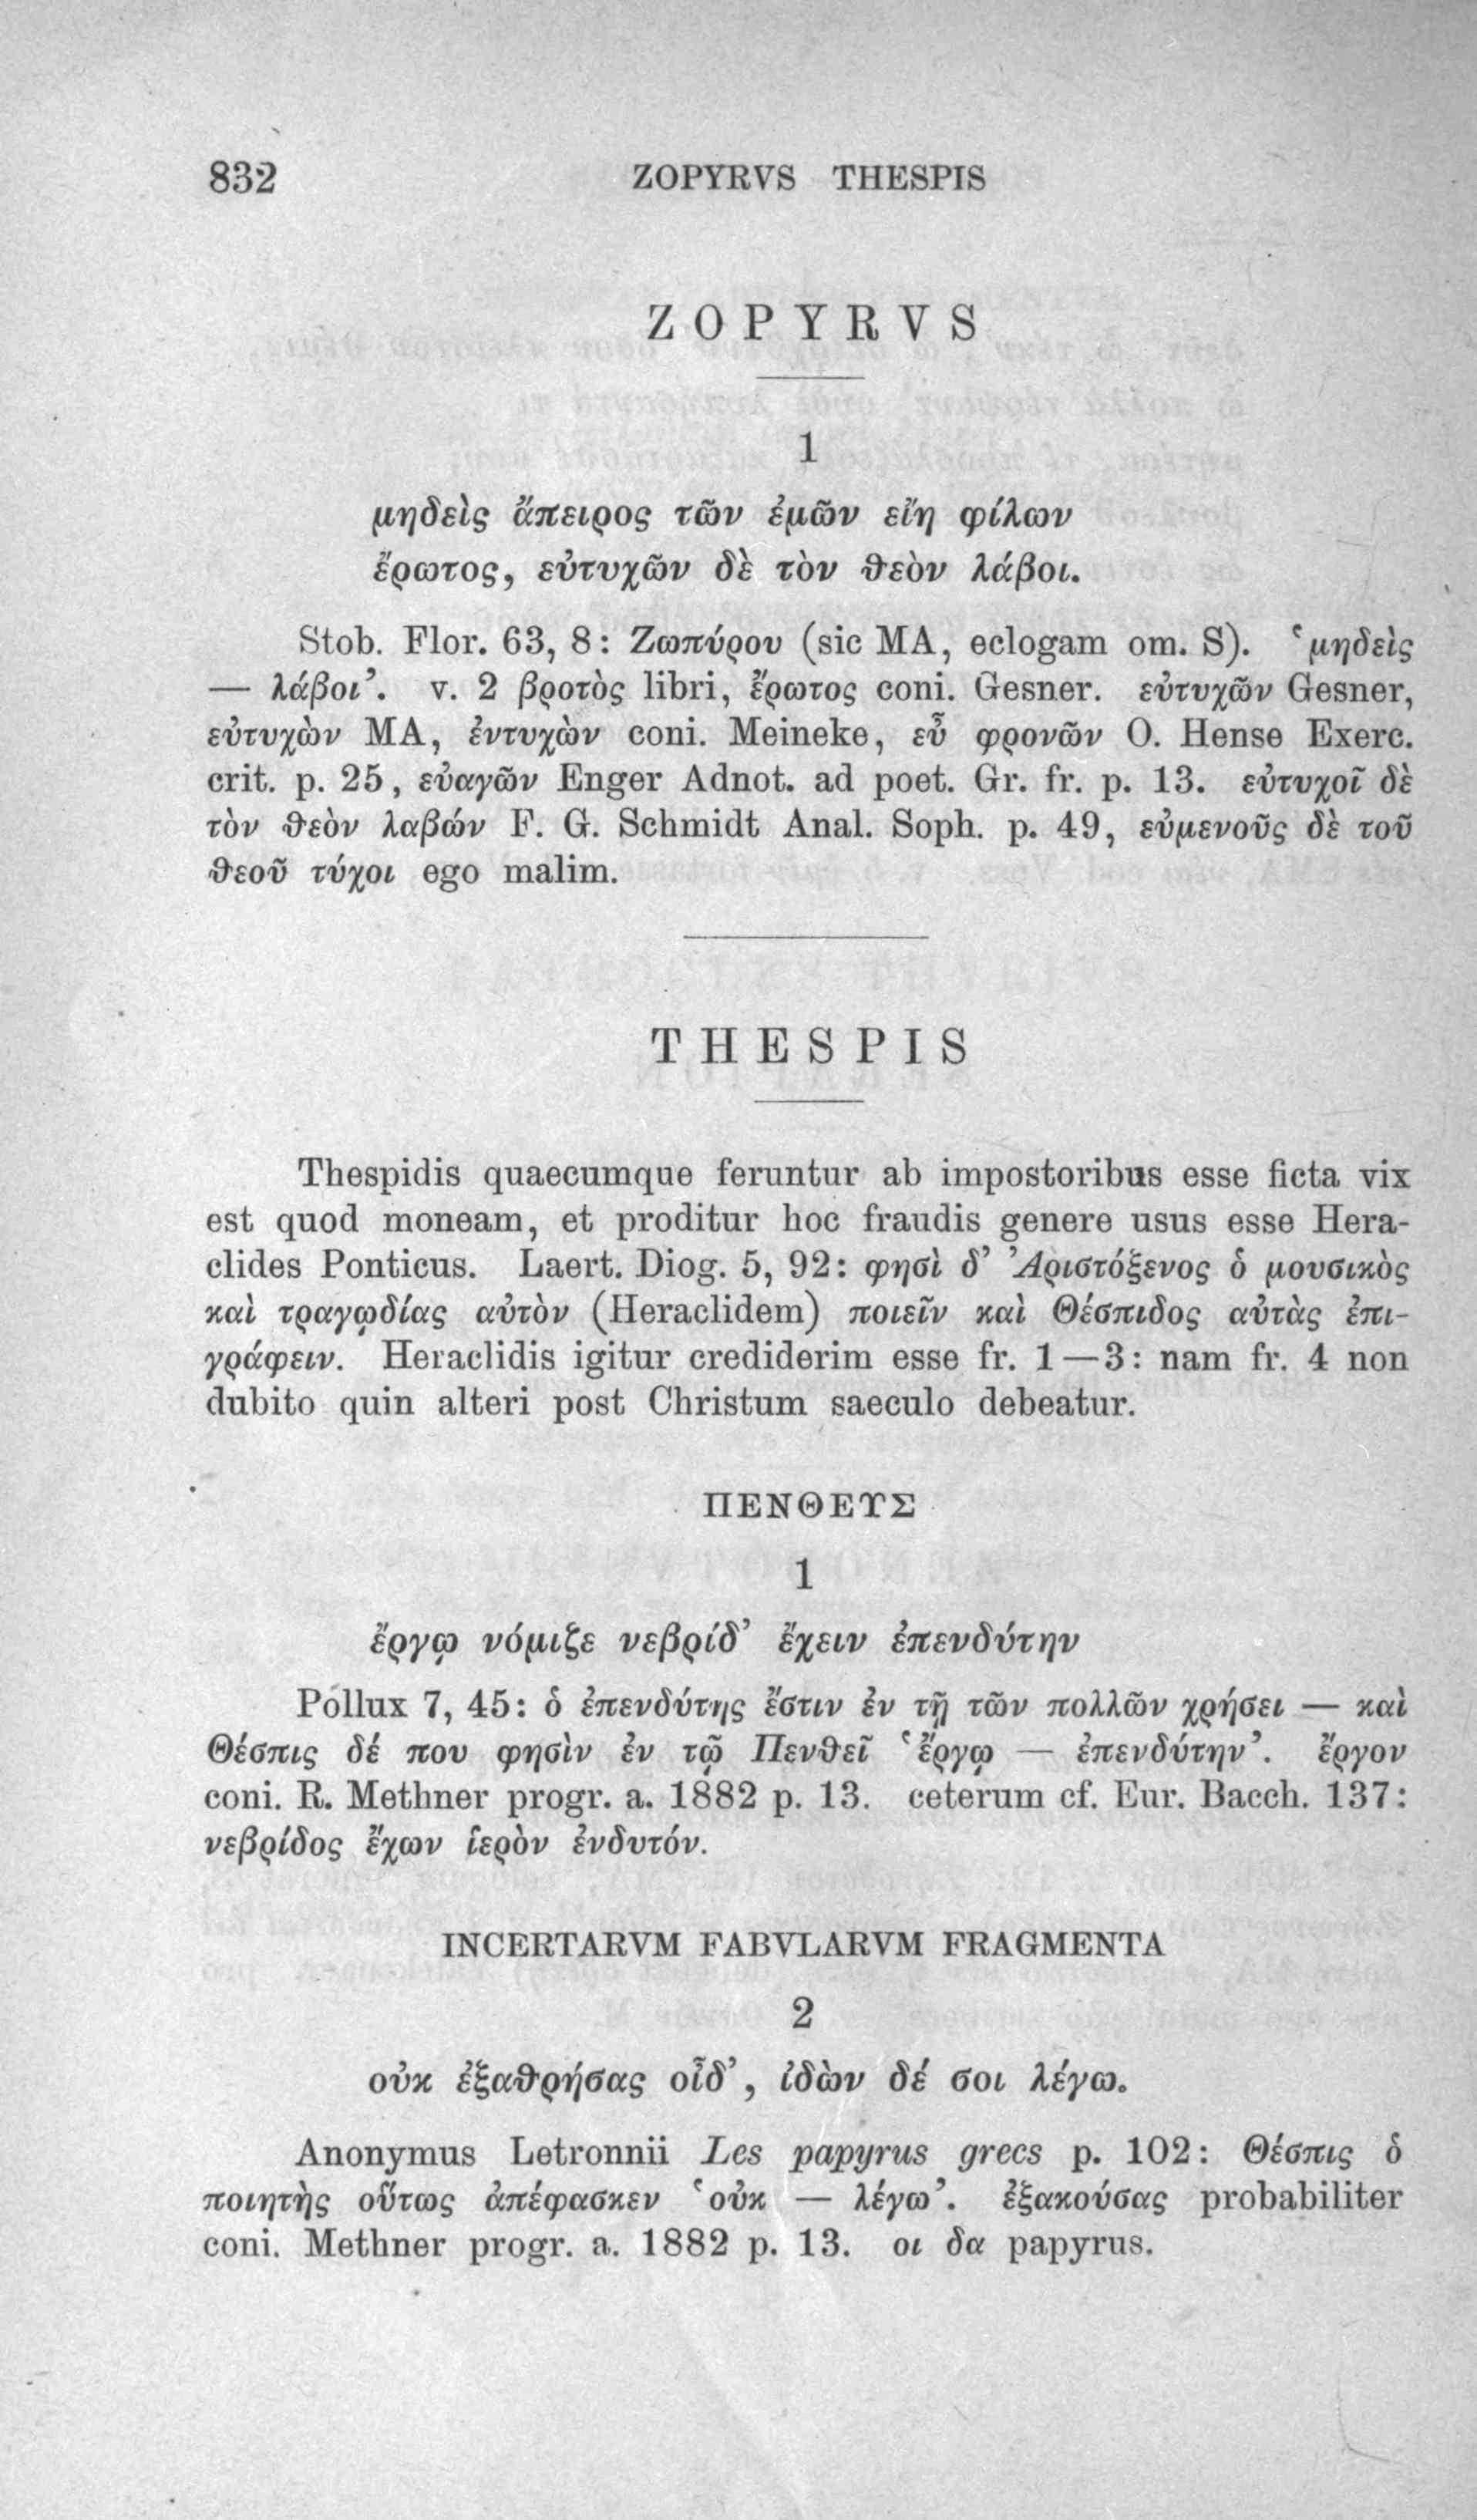 832 ZOPYRVS THESPIS
ZOPYRVS
1
μηδεὶς ἄπειρος τῶν ἐμῶν εἴη φίλων
ἔρωτος, εὐτυχῶν δὲ τὸν θεὸν λάβοι.
Stob. Flor. 63, 8: Ζωπύρου (sic MA, eclogam om. S). ‛μηδεὶς
— λάβοι’. v. 2 βροτὸς libri, ἔρωτος coni. Gesner. εὐτυχῶν Gesner,
εὐτυχὼν MA, ἐντυχὼν coni. Meineke, εὖ φρονῶν O. Hense Exerc.
crit. p. 25, εὐαγῶν Enger Adnot. ad poet. Gr. fr. p. 13. εὐτυχοῖ δὲ
τὸν θεὸν λαβών F. G. Schmidt Anal. Soph. p. 49, εὐμενοῦς δὲ τοῦ
θεοῦ τύχοι ego malim.
THESPIS
Thespidis quaecumque feruntur ab impostoribus esse ficta vix
est quod moneam, et proditur hoc fraudis genere usus esse Hera-
clides Ponticus. Laert. Diog. 5, 92: φησὶ δ’ Ἀριστόξενος ὁ μουσικὸς
καὶ τραγῳδίας αὐτὸν (Heraclidem) ποιεῖν καὶ Θέσπιδος αὐτὰς ἐπι-
γράφειν. Heraclidis igitur crediderim esse fr. 1—3: nam fr. 4 non
dubito quin alteri post Christum saeculo debeatur.
ΠΕΝΘΕΥΣ
1
ἔργῳ νόμιζε νεβρίδ’ ἔχειν ἐπενδύτην
Pollux 7, 45: ὁ ἐπενδύτης ἔστιν ἐν τῇ τῶν πολλῶν χρήσει — καὶ
Θέσπις δέ που φησὶν ἐν τῷ Πενθεῖ ‛ἔργῳ — ἐπενδύτην’. ἔργον
coni. R. Methner progr. a. 1882 p. 13. ceterum cf. Eur. Bacch. 137:
νεβρίδος ἔχων ἱερὸν ἐνδυτόν.
INCERTARVM FABVLARVM FRAGMENTA
2
οὐκ ἐξαθρήσας οἶδ’, ἰδὼν δέ σοι λέγω.
Anonymus Letronnii Les papyrus grecs p. 102: Θέσπις ὁ
ποιητὴς οὕτως ἀπέφασκεν ‛οὐκ — λέγω’. ἐξακούσας probabiliter
coni. Methner progr. a. 1882 p. 13. οι δα papyrus.